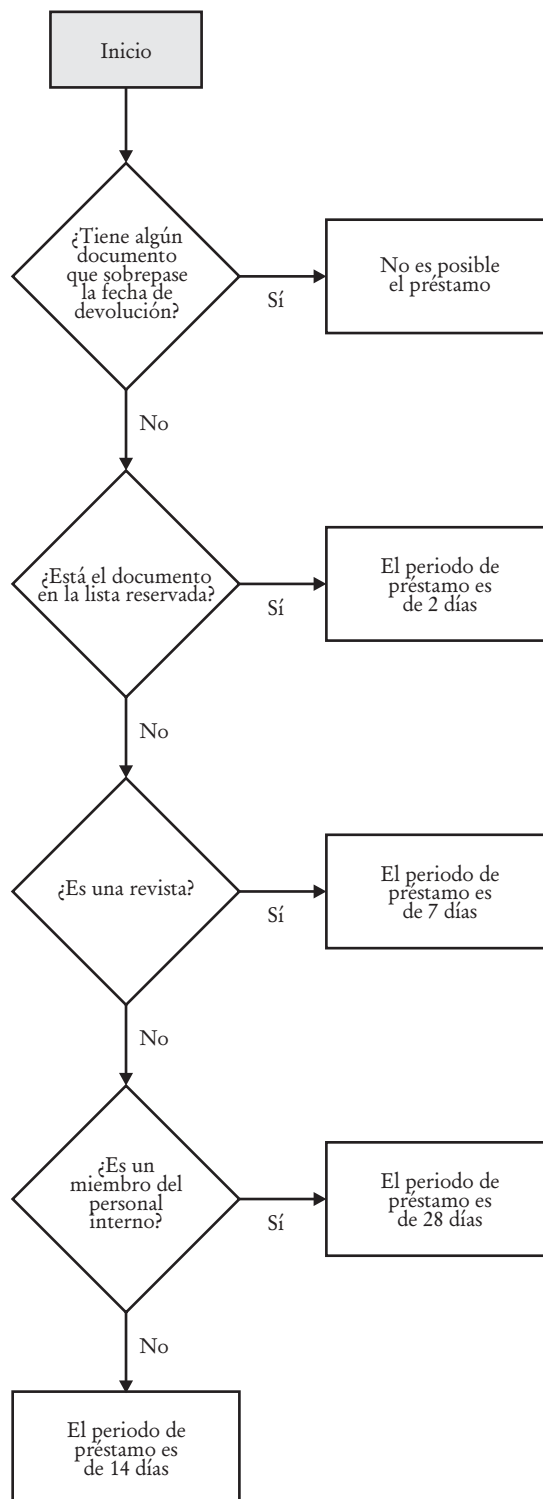 Inicio
¿Tiene algún
documento
que sobrepase
la fecha de
devolución?
Sí
No es posible
el préstamo
No
¿Está el documento
en la lista reservada?
Sí
El periodo de
préstamo es
de 2 días
No
¿Es una revista?
Sí
El periodo de
préstamo es
de 7 días
No
¿Es un
miembro del
personal
interno?
Sí
El periodo de
préstamo es
de 28 días
No
El periodo de
préstamo es
de 14 días